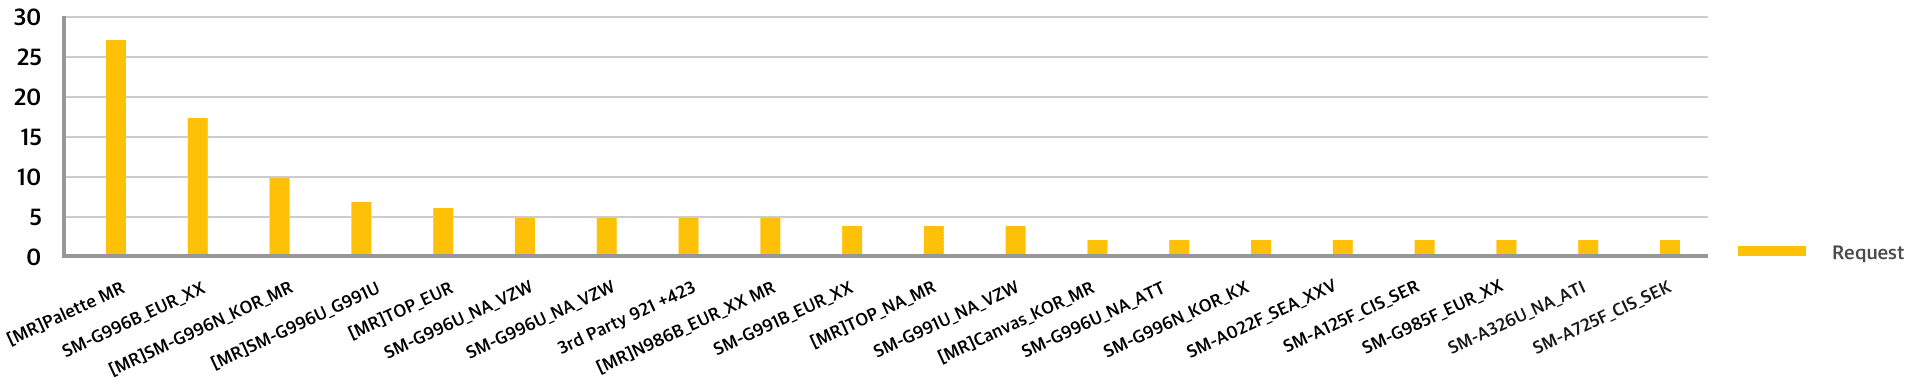 30
25
20
15
10
5
0
[MR]Palette MR
SM-G996B_EUR_XX
[MR]SM-G996N_KOR_MR
[MR]SM-G996U_G991U
[MR]TOP_EUR
SM-G996U_NA_VZW
SM-G996U_NA_VZW
3rd Party 921 +423
[MR]N986B_EUR_XX MR
SM-G991B_EUR_XX
[MR]TOP_NA_MR
SM-G991U_NA_VZW
[MR]Canvas_KOR_MR
SM-G996U_NA_ATT
SM-G996N_KOR_KX
SM-A022F_SEA_XXV
SM-A125F_CIS_SER
SM-G985F_EUR_XX
SM-A326U_NA_ATI
SM-A725F_CIS_SEK
Request